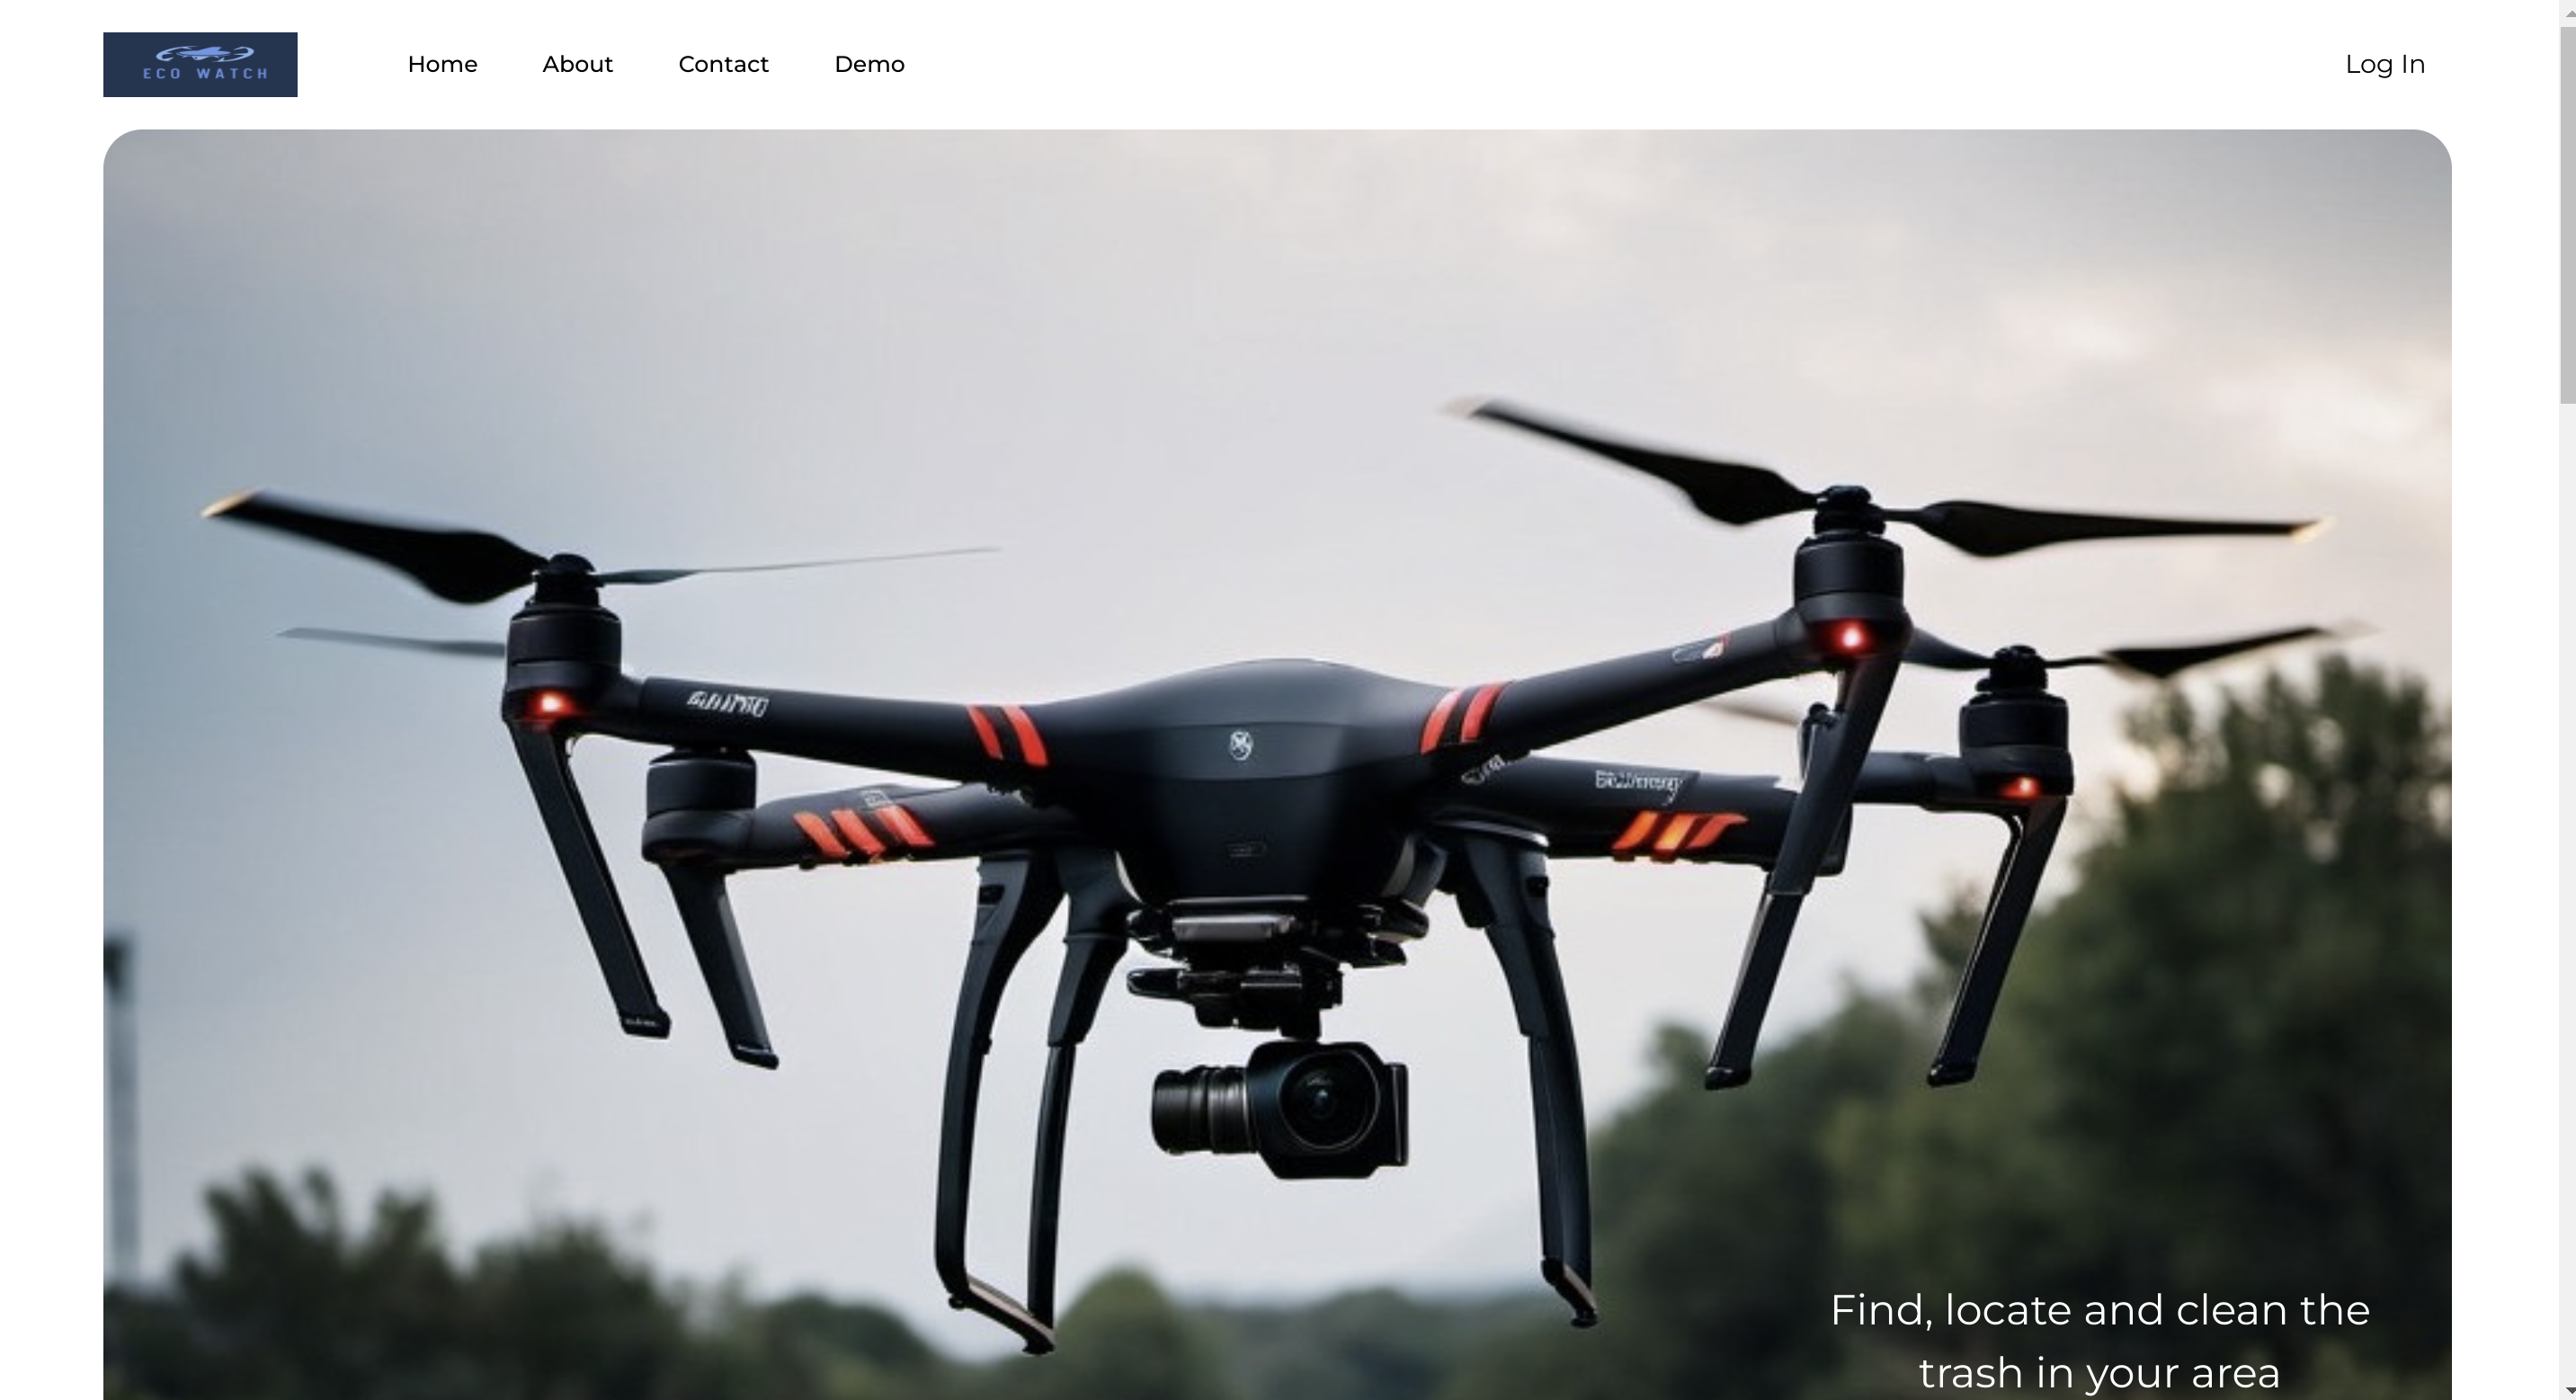 ECO WATCH
Home
About
Contact
Demo
Log In
Find, locate and clean the
trash in your area